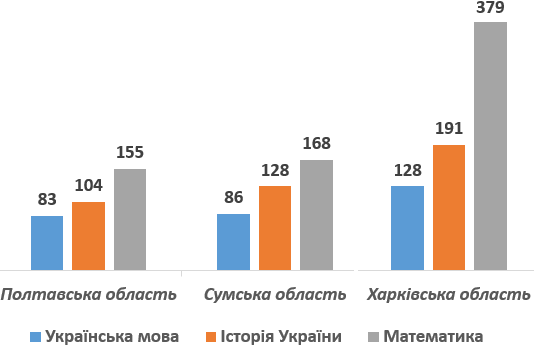 379
191
168
155
128
128
104
86
83
Полтавська область
Сумська область
Харківська область
Українська мова
Історія України
Математика